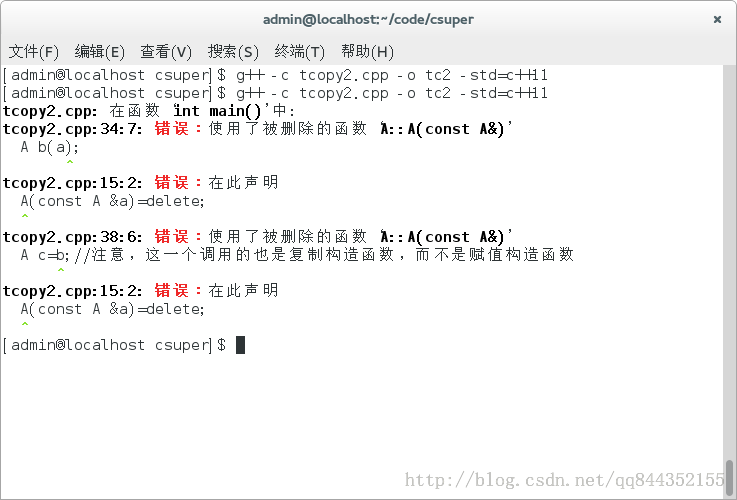 admin@localhost:~/code/csuper
文件(F) 编辑(E) 查看(V) 搜索(S) 终端(T) 帮助(H)
[admin@localhost csuper]$ g++ -c tcopy2.cpp -o tc2 -std=c++11
[admin@localhost csuper]$ g++ -c tcopy2.cpp -o tc2 -std=c++11
tcopy2.cpp: 在函数 ‘int main()’中:
tcopy2.cpp:34:7: 错误：使用了被删除的函数 ‘A::A(const A&)’
A b(a);
^
tcopy2.cpp:15:2: 错误：在此声明
A(const A &a)=delete;
^
tcopy2.cpp:38:6: 错误：使用了被删除的函数 ‘A::A(const A&)’
A c=b;//注意，这一个调用的也是复制构造函数，而不是赋值构造函数
^
tcopy2.cpp:15:2: 错误：在此声明
A(const A &a)=delete;
^
[admin@localhost csuper]$
http://blog.csdn.net/qq844352155